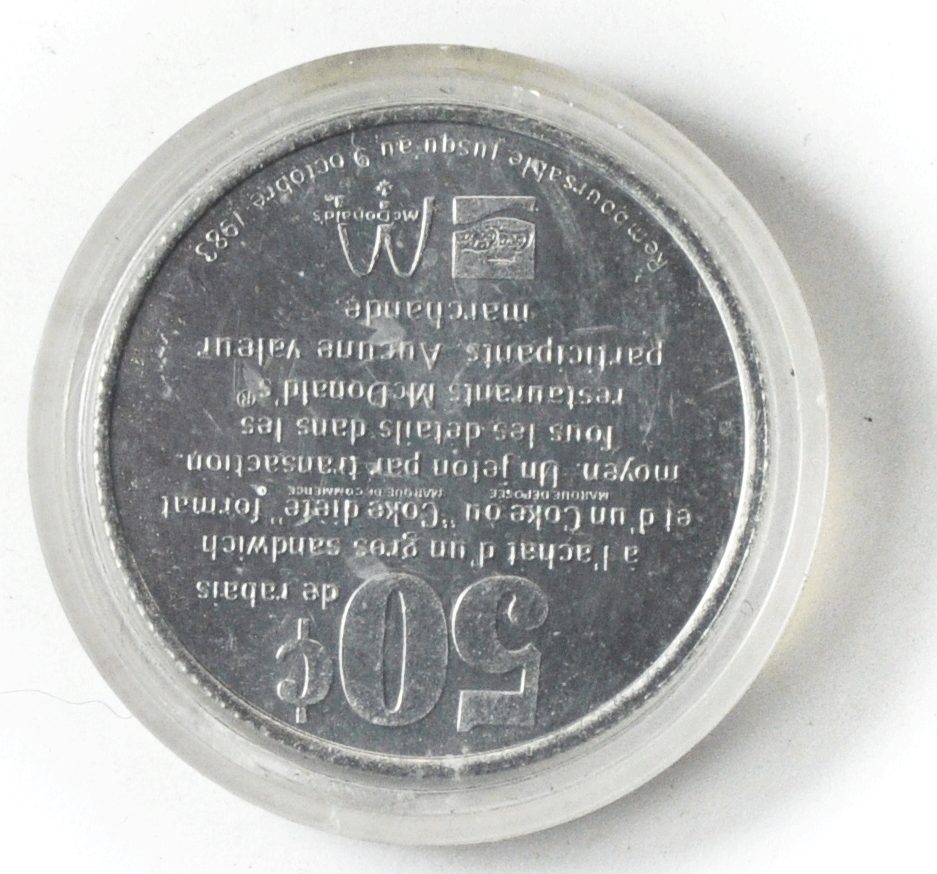 50¢ de rabais
à l'achat d'un gros sandwich
et d'un Coke ou "Coke diète" format
MARQUE DÉPOSÉE MARQUE DE COMMERCE
moyen. Un jeton par transaction.
Tous les détails dans les
restaurants McDonald's®
participants. Aucune valeur
marchande.
Coke
McDonald's
Remboursable jusqu'au 9 octobre 1983